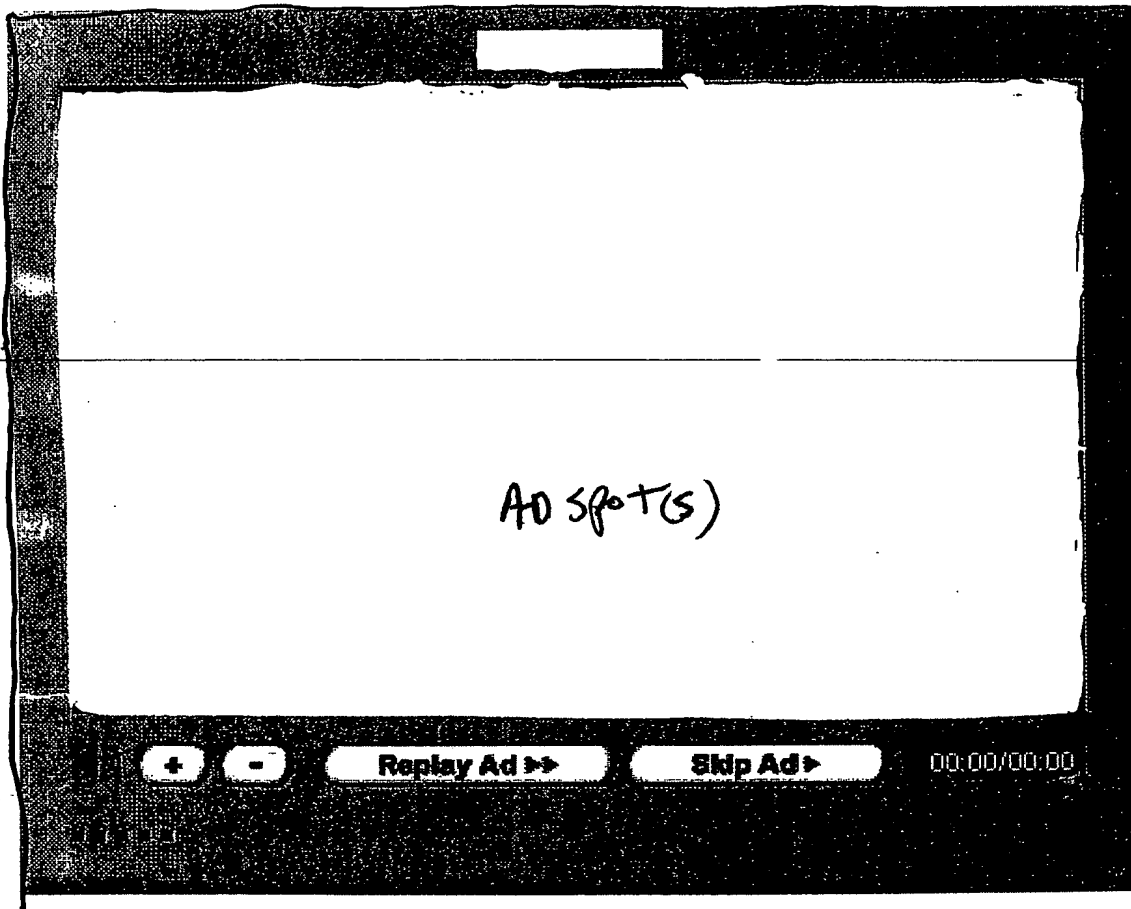 AD SPOT(S)
+ - Replay Ad ▶▶ Skip Ad ▶ 00:00/00:00